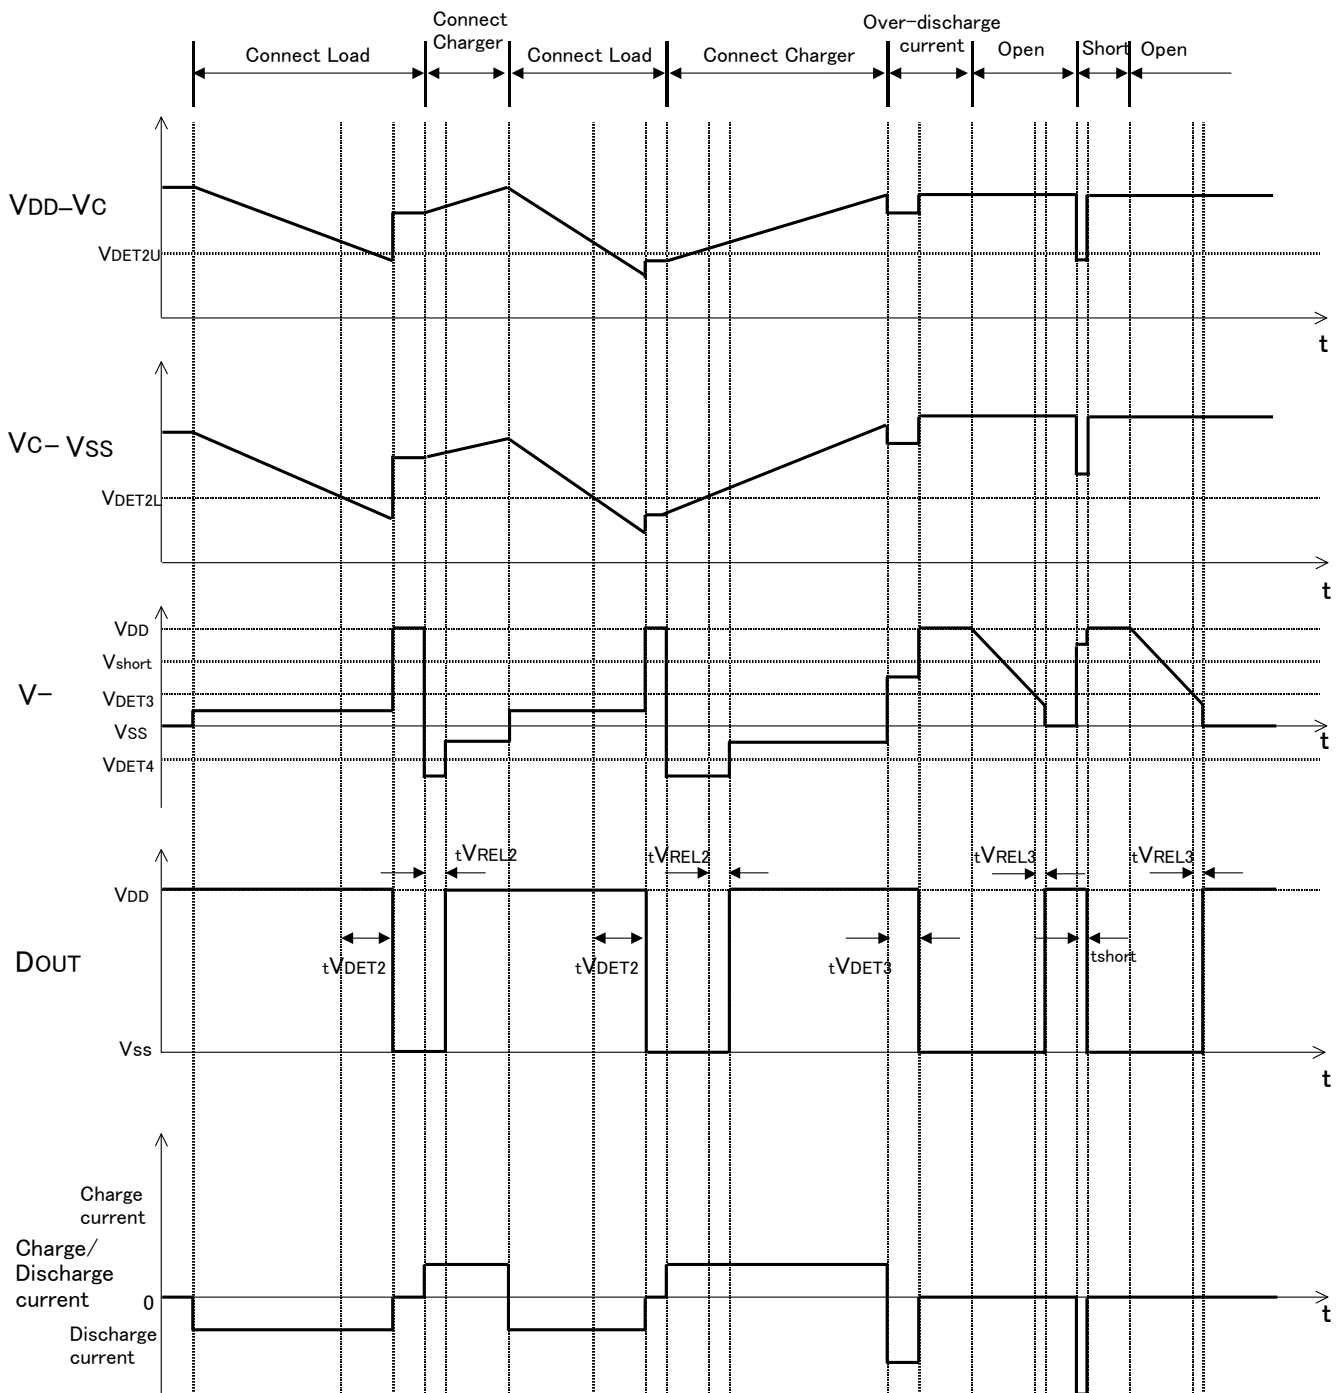 Connect
Charger
Over-discharge
current
Connect Load
Connect Load
Connect Charger
Open
Short
Open
VDD–VC
VDET2U
t
VC– VSS
VDET2L
t
VDD
Vshort
V−
VDET3
VSS
t
VDET4
tVREL2
tVREL2
tVREL3
tVREL3
VDD
DOUT
tVDET2
tVDET2
tVDET3
tshort
Vss
t
Charge
current
Charge/
Discharge
current
0
t
Discharge
current